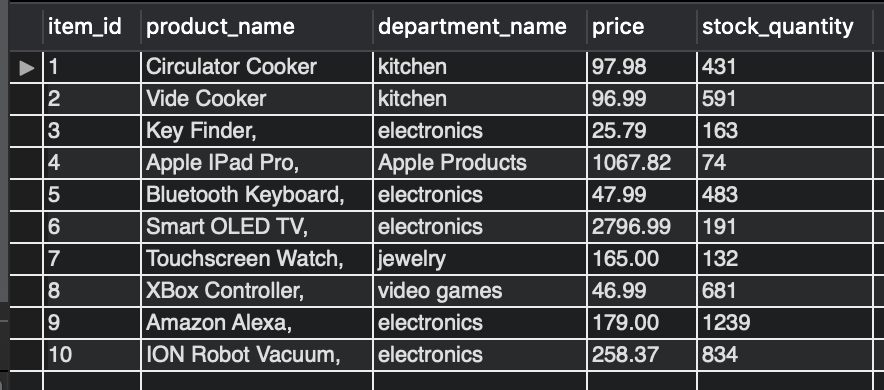 item_id product_name department_name price stock_quantity
1 Circulator Cooker kitchen 97.98 431
2 Vide Cooker kitchen 96.99 591
3 Key Finder, electronics 25.79 163
4 Apple IPad Pro, Apple Products 1067.82 74
5 Bluetooth Keyboard, electronics 47.99 483
6 Smart OLED TV, electronics 2796.99 191
7 Touchscreen Watch, jewelry 165.00 132
8 XBox Controller, video games 46.99 681
9 Amazon Alexa, electronics 179.00 1239
10 ION Robot Vacuum, electronics 258.37 834